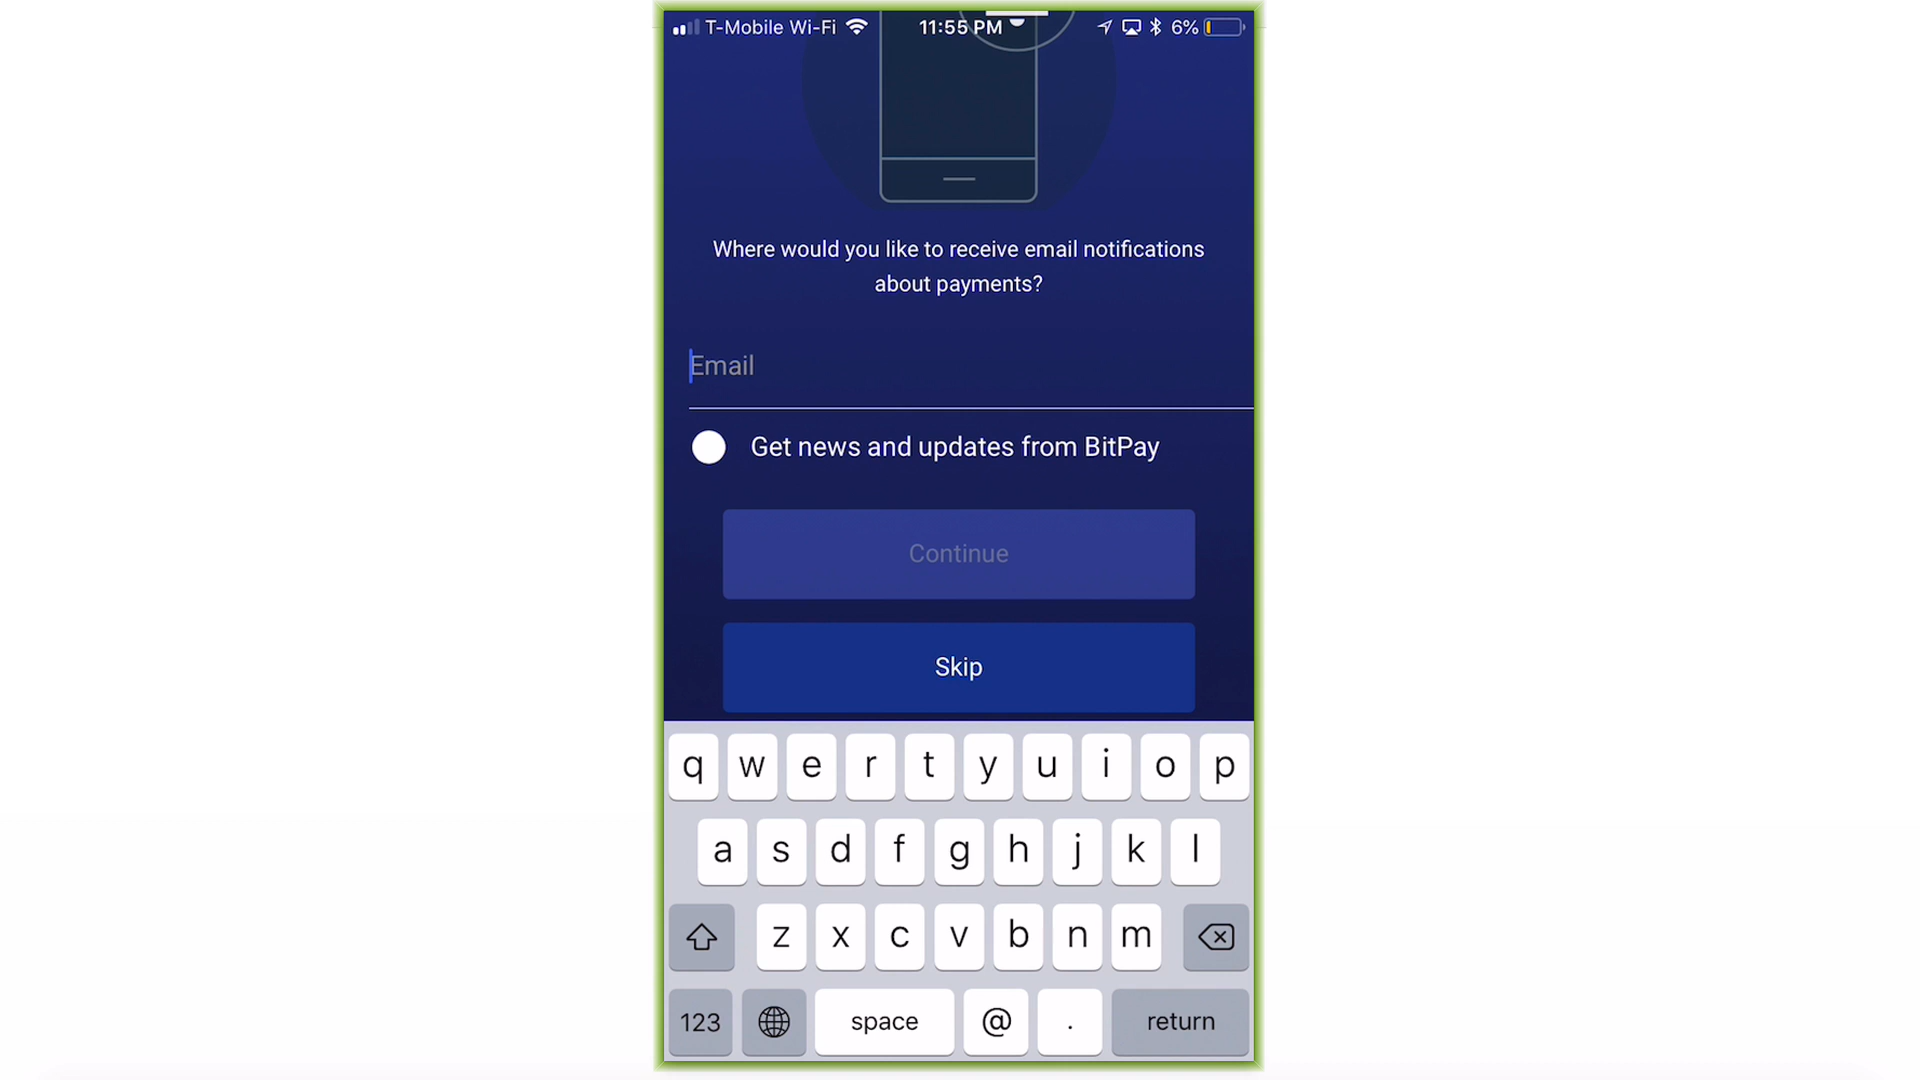 T-Mobile Wi-Fi 11:55 PM 6%
Where would you like to receive email notifications
about payments?
Email
Get news and updates from BitPay
Continue
Skip
q w e r t y u i o p
a s d f g h j k l
z x c v b n m
123 space @ . return